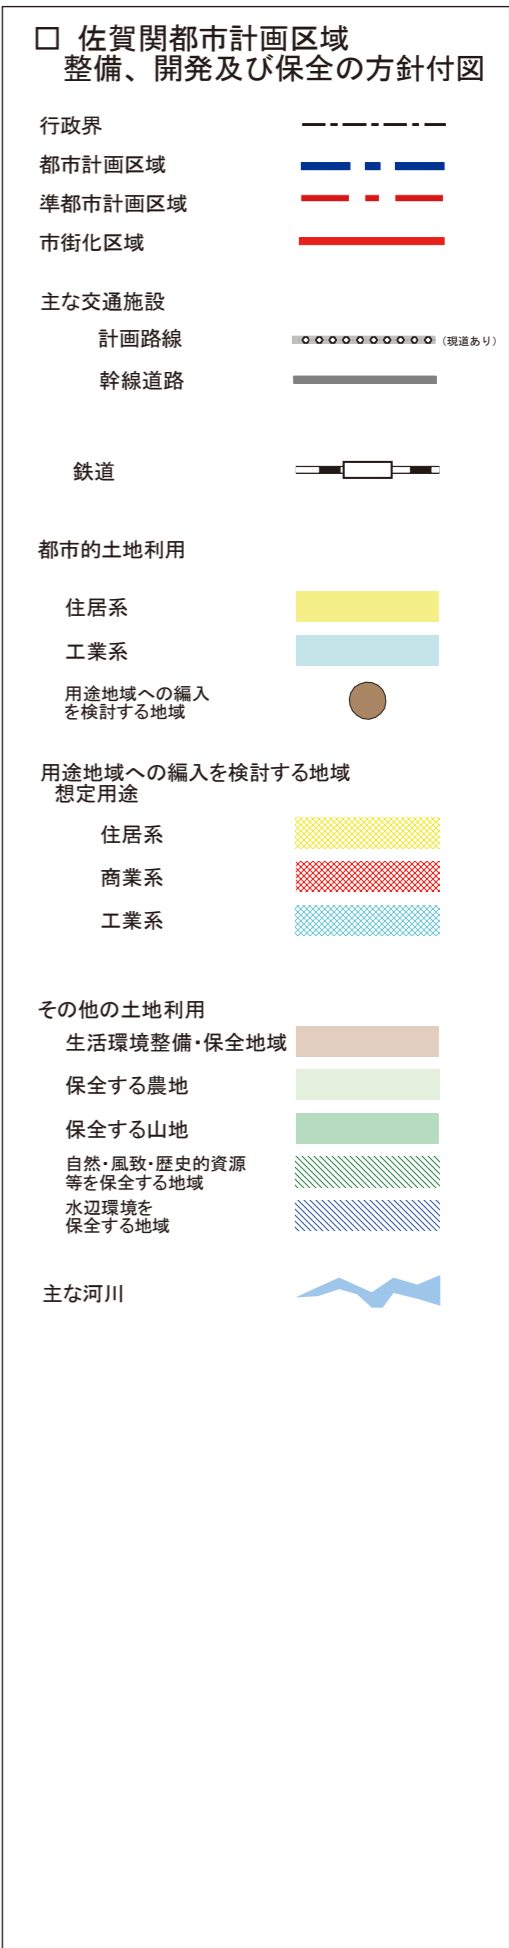 □ 佐賀関都市計画区域
整備、開発及び保全の方針付図
行政界
都市計画区域
準都市計画区域
市街化区域
主な交通施設
計画路線 (現道あり)
幹線道路
鉄道
都市的土地利用
住居系
工業系
用途地域への編入
を検討する地域
用途地域への編入を検討する地域
想定用途
住居系
商業系
工業系
その他の土地利用
生活環境整備・保全地域
保全する農地
保全する山地
自然・風致・歴史的資源
等を保全する地域
水辺環境を
保全する地域
主な河川